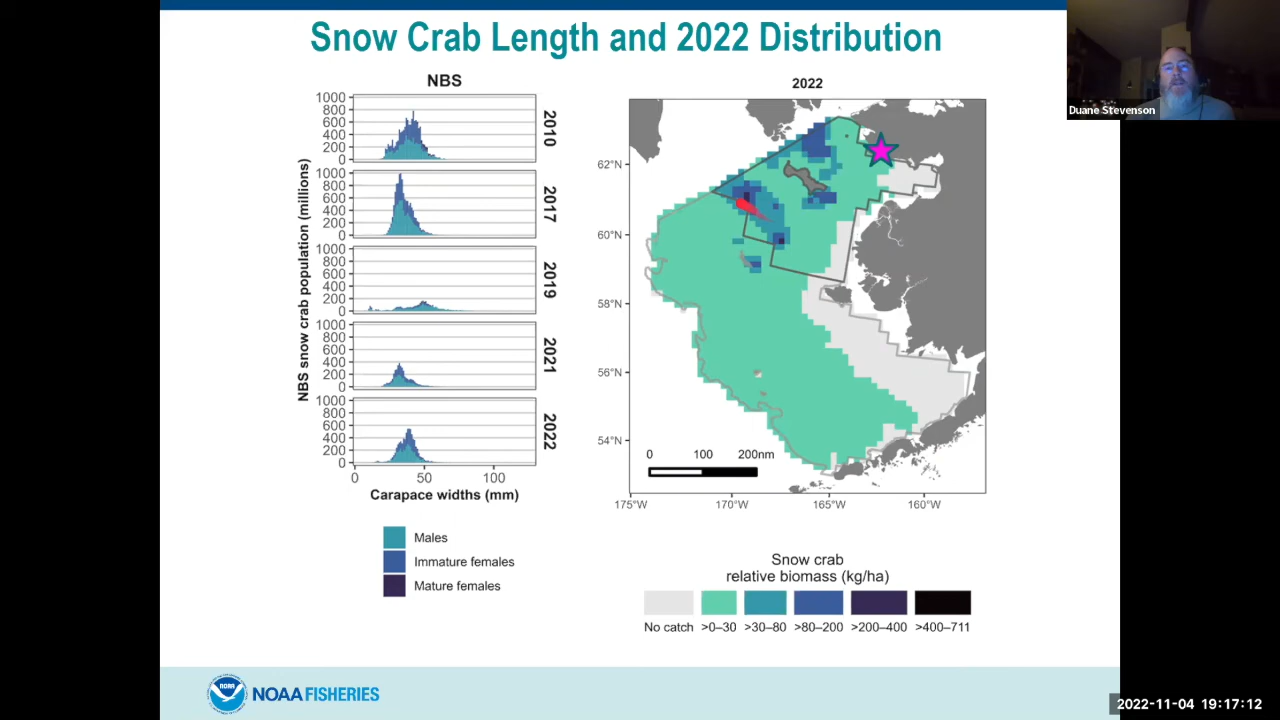 Snow Crab Length and 2022 Distribution
Duane Stevenson
NBS
NBS snow crab population (millions)
1000
800
600
400
200
0
2010
1000
800
600
400
200
0
2017
1000
800
600
400
200
0
2019
1000
800
600
400
200
0
2021
1000
800
600
400
200
0
2022
0 50 100
Carapace widths (mm)
Males
Immature females
Mature females
2022
62°N
60°N
58°N
56°N
54°N
0 100 200nm
175°W 170°W 165°W 160°W
Snow crab
relative biomass (kg/ha)
No catch >0–30 >30–80 >80–200 >200–400 >400–711
NOAA
NOAA FISHERIES
2022-11-04 19:17:12